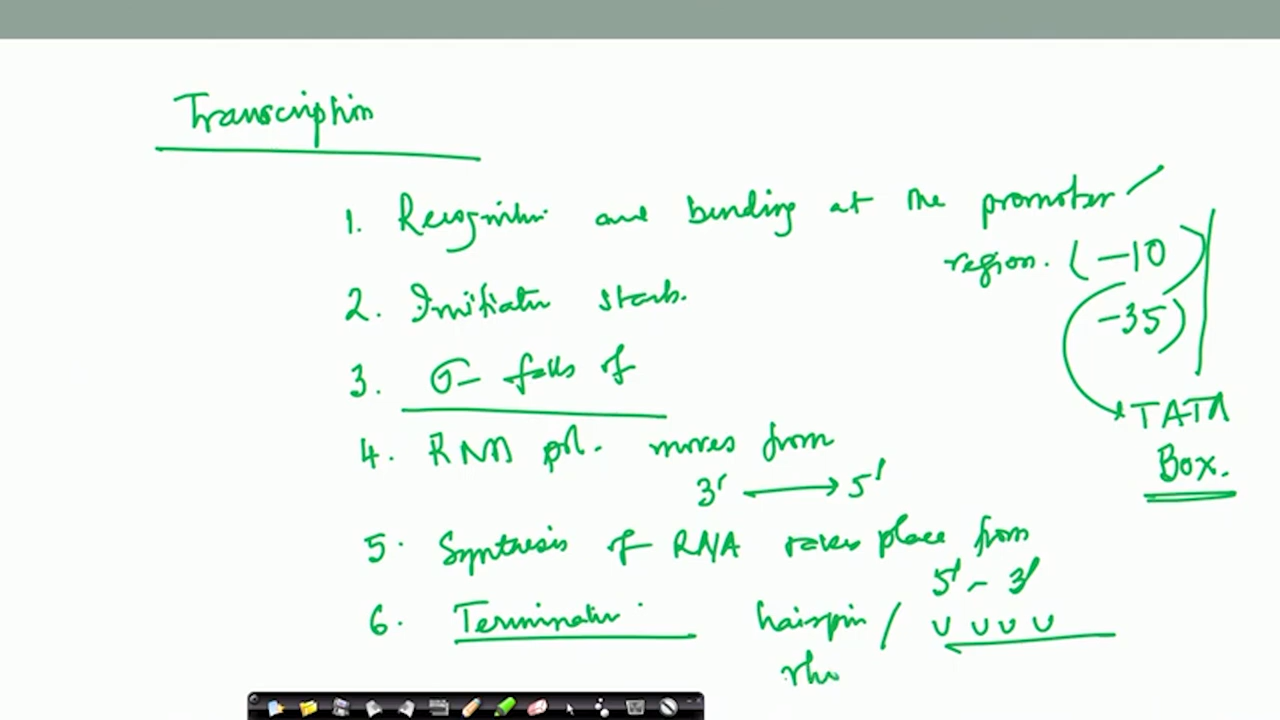 Transcription
1. Recognition and binding at the promoter
region. (-10
-35)
TATA
Box.
2. Initiation starts.
3. σ- falls of
4. RNA pol. moves from
3' → 5'
5. Synthesis of RNA takes place from
5' - 3'
6. Termination hairpin / U U U U
rho